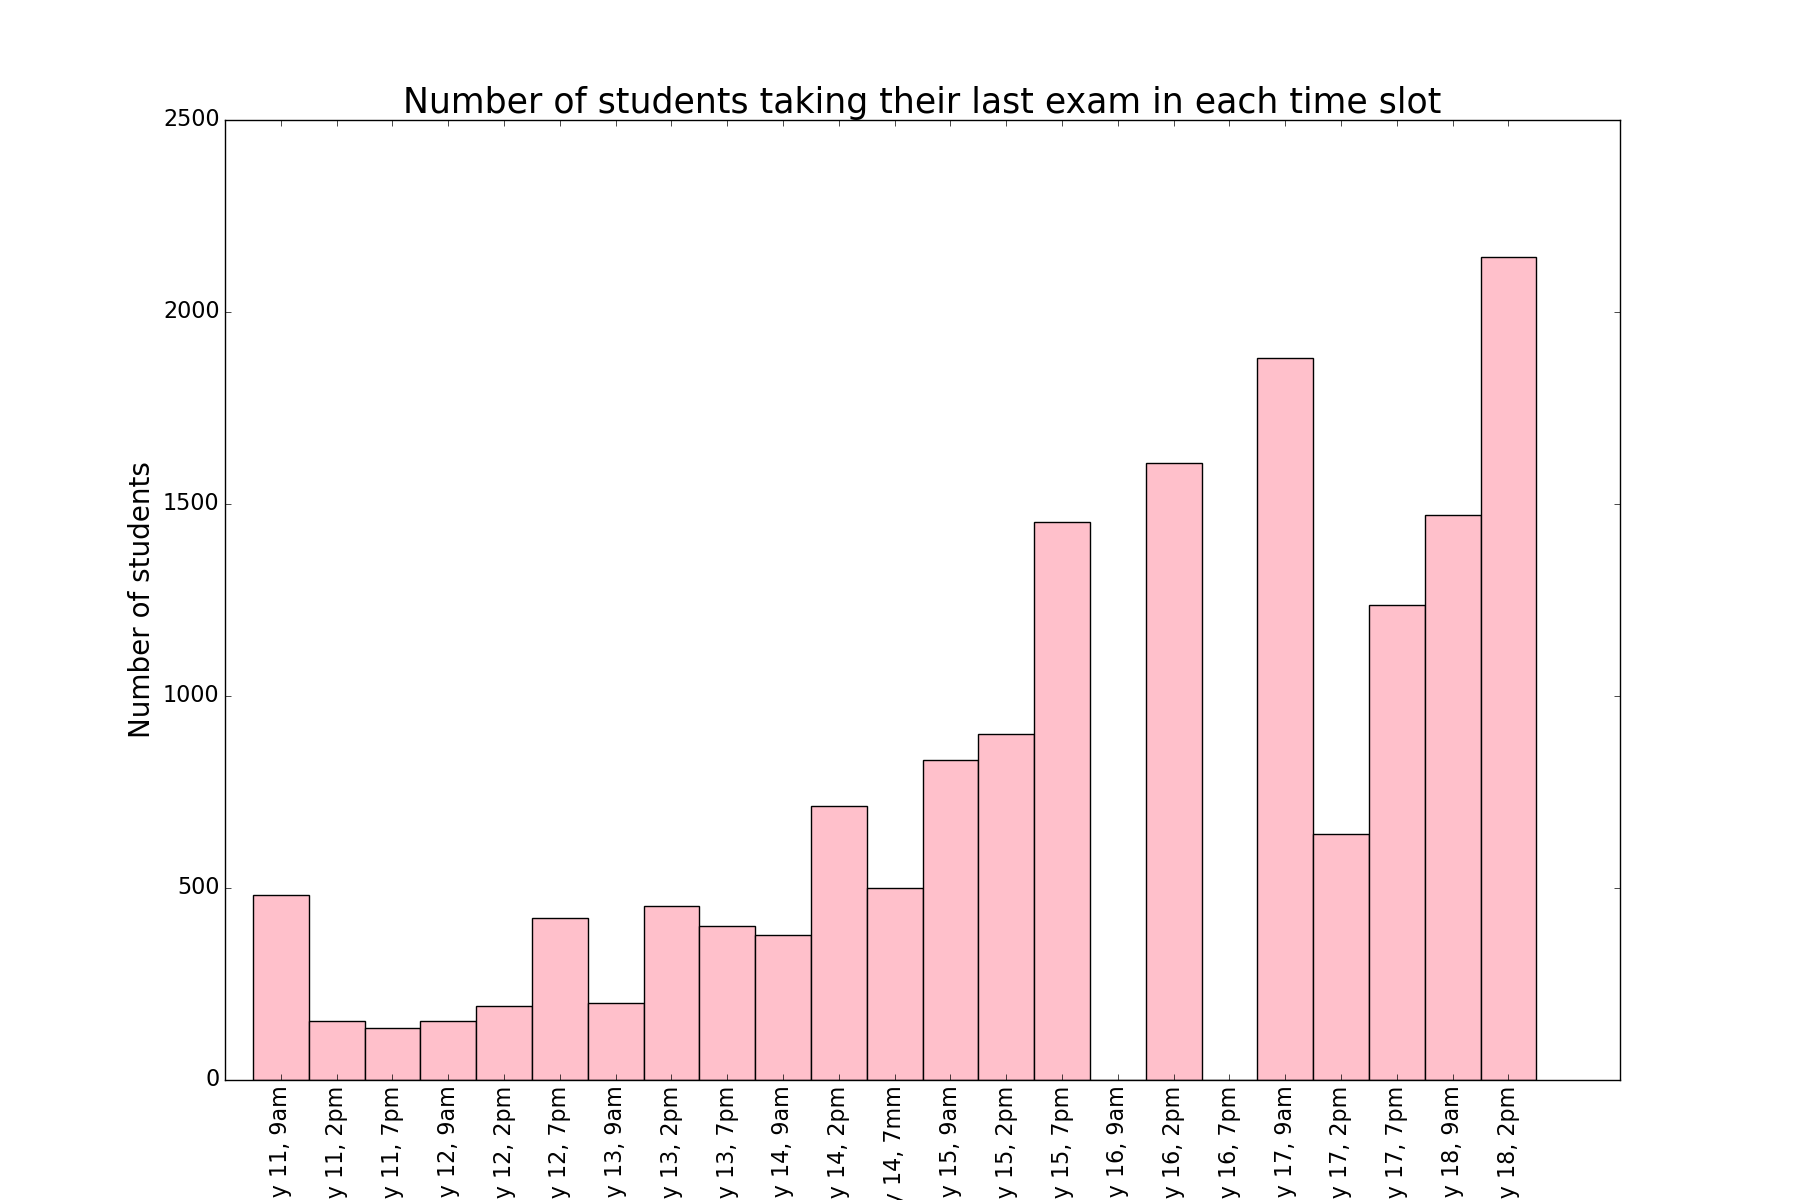 Number of students taking their last exam in each time slot
2500
2000
1500
1000
500
0
Number of students
y 11, 9am
y 11, 2pm
y 11, 7pm
y 12, 9am
y 12, 2pm
y 12, 7pm
y 13, 9am
y 13, 2pm
y 13, 7pm
y 14, 9am
y 14, 2pm
y 14, 7mm
y 15, 9am
y 15, 2pm
y 15, 7pm
y 16, 9am
y 16, 2pm
y 16, 7pm
y 17, 9am
y 17, 2pm
y 17, 7pm
y 18, 9am
y 18, 2pm